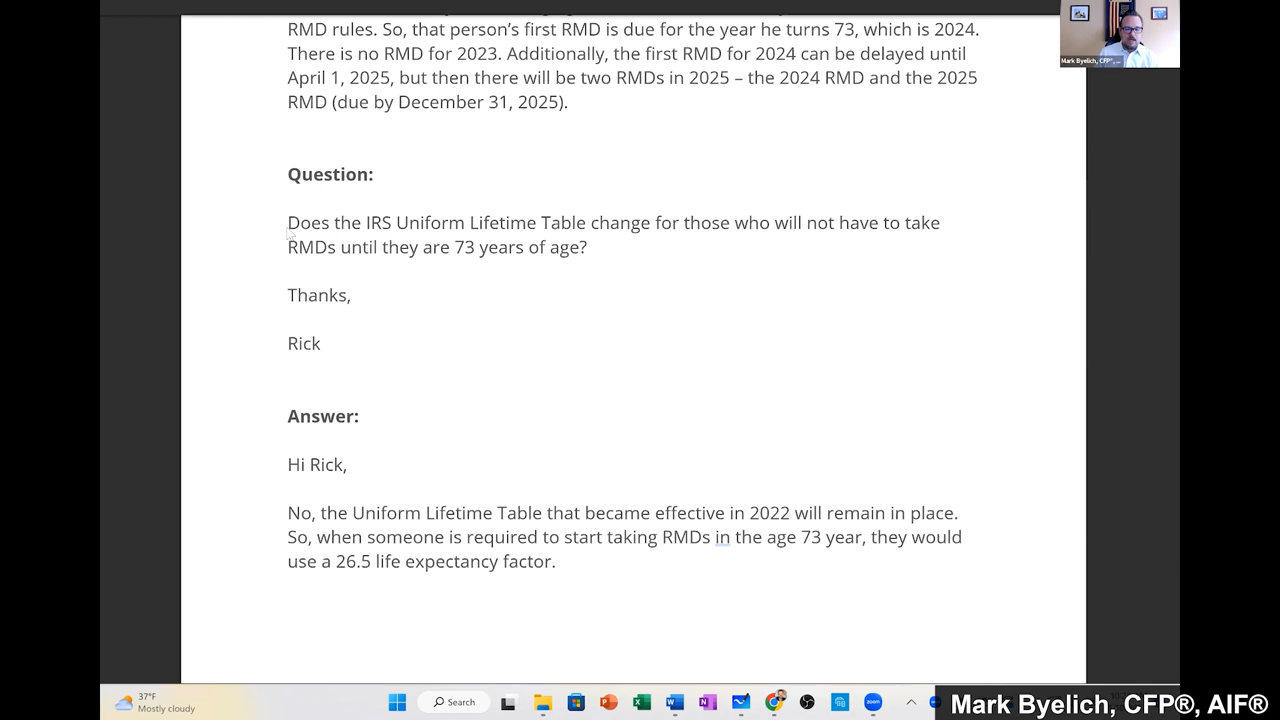 RMD rules. So, that person's first RMD is due for the year he turns 73, which is 2024.
There is no RMD for 2023. Additionally, the first RMD for 2024 can be delayed until
April 1, 2025, but then there will be two RMDs in 2025 – the 2024 RMD and the 2025
RMD (due by December 31, 2025).
Mark Byelich, CFP®, ...
Question:
Does the IRS Uniform Lifetime Table change for those who will not have to take
RMDs until they are 73 years of age?
Thanks,
Rick
Answer:
Hi Rick,
No, the Uniform Lifetime Table that became effective in 2022 will remain in place.
So, when someone is required to start taking RMDs in the age 73 year, they would
use a 26.5 life expectancy factor.
37°F
Mostly cloudy
Search
zoom
Mark Byelich, CFP®, AIF®